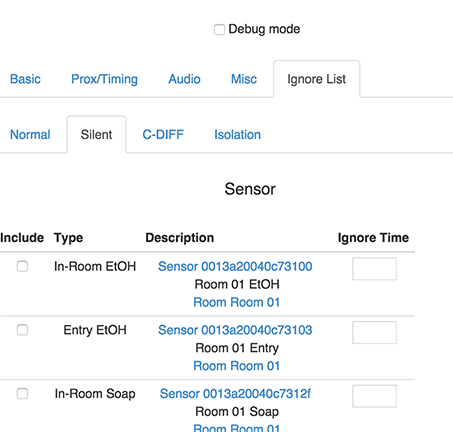 Debug mode
Basic Prox/Timing Audio Misc Ignore List
Normal Silent C-DIFF Isolation
Sensor
Include Type Description Ignore Time
In-Room EtOH Sensor 0013a20040c73100
Room 01 EtOH
Room Room 01
Entry EtOH Sensor 0013a20040c73103
Room 01 Entry
Room Room 01
In-Room Soap Sensor 0013a20040c7312f
Room 01 Soap
Room Room 01